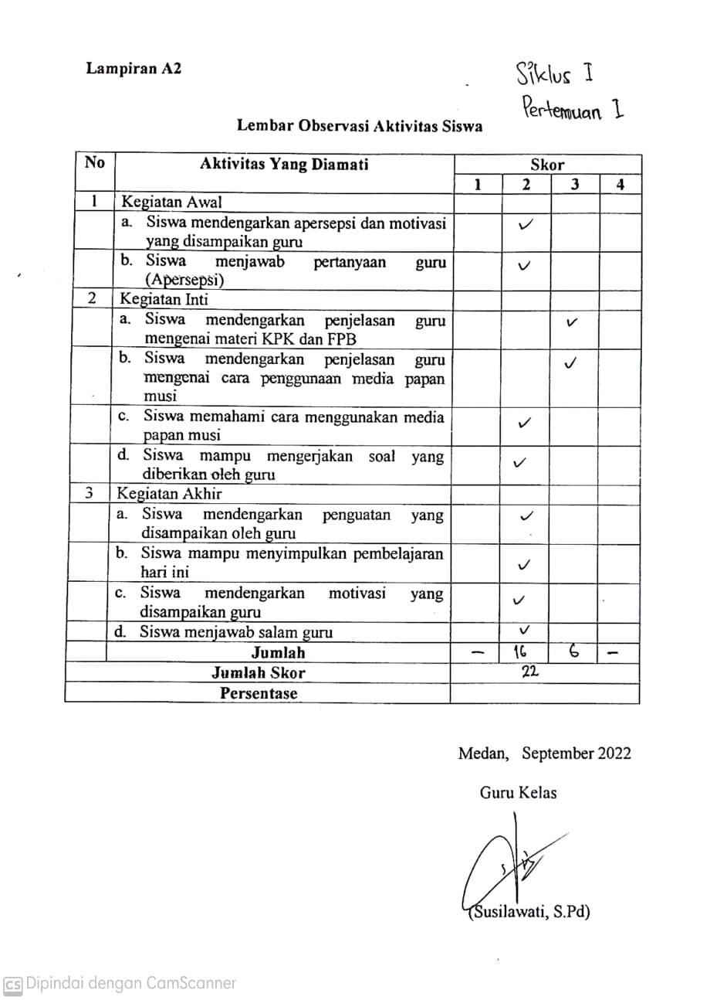 Lampiran A2
Siklus I
Pertemuan 1
Lembar Observasi Aktivitas Siswa
No Aktivitas Yang Diamati Skor
1 2 3 4
1 Kegiatan Awal
a. Siswa mendengarkan apersepsi dan motivasi ✓
yang disampaikan guru
b. Siswa menjawab pertanyaan guru ✓
(Apersepsi)
2 Kegiatan Inti
a. Siswa mendengarkan penjelasan guru ✓
mengenai materi KPK dan FPB
b. Siswa mendengarkan penjelasan guru ✓
mengenai cara penggunaan media papan
musi
c. Siswa memahami cara menggunakan media ✓
papan musi
d. Siswa mampu mengerjakan soal yang ✓
diberikan oleh guru
3 Kegiatan Akhir
a. Siswa mendengarkan penguatan yang ✓
disampaikan oleh guru
b. Siswa mampu menyimpulkan pembelajaran ✓
hari ini
c. Siswa mendengarkan motivasi yang ✓
disampaikan guru
d. Siswa menjawab salam guru ✓
Jumlah - 16 6 -
Jumlah Skor 22
Persentase
Medan, September 2022
Guru Kelas
(Susilawati, S.Pd)
CS Dipindai dengan CamScanner